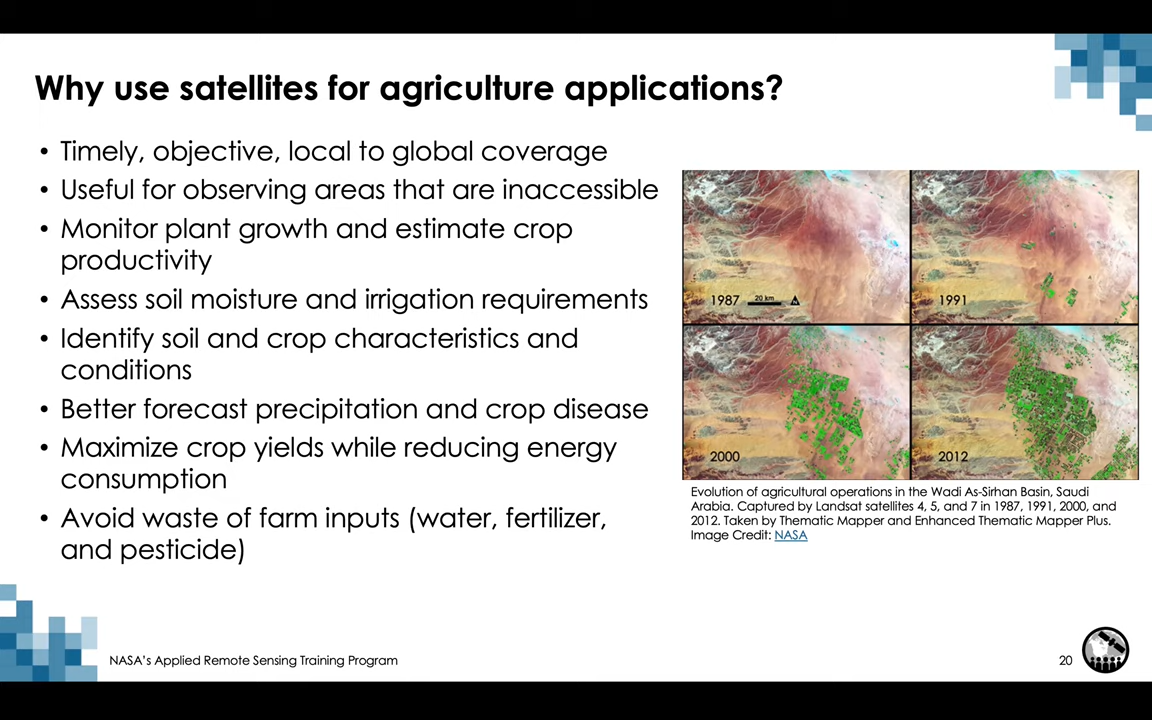 Why use satellites for agriculture applications?
• Timely, objective, local to global coverage
• Useful for observing areas that are inaccessible
• Monitor plant growth and estimate crop
productivity
• Assess soil moisture and irrigation requirements
• Identify soil and crop characteristics and
conditions
• Better forecast precipitation and crop disease
• Maximize crop yields while reducing energy
consumption
• Avoid waste of farm inputs (water, fertilizer,
and pesticide)
1987 20 km
1991
2000
2012
Evolution of agricultural operations in the Wadi As-Sirhan Basin, Saudi
Arabia. Captured by Landsat satellites 4, 5, and 7 in 1987, 1991, 2000, and
2012. Taken by Thematic Mapper and Enhanced Thematic Mapper Plus.
Image Credit: NASA
NASA's Applied Remote Sensing Training Program
20